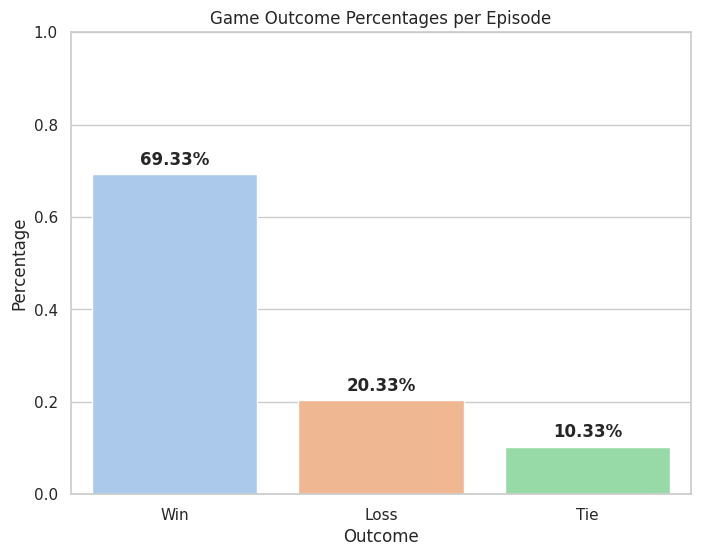 Game Outcome Percentages per Episode
1.0
0.8
0.6
0.4
0.2
0.0
Percentage
69.33%
20.33%
10.33%
Win
Loss
Tie
Outcome